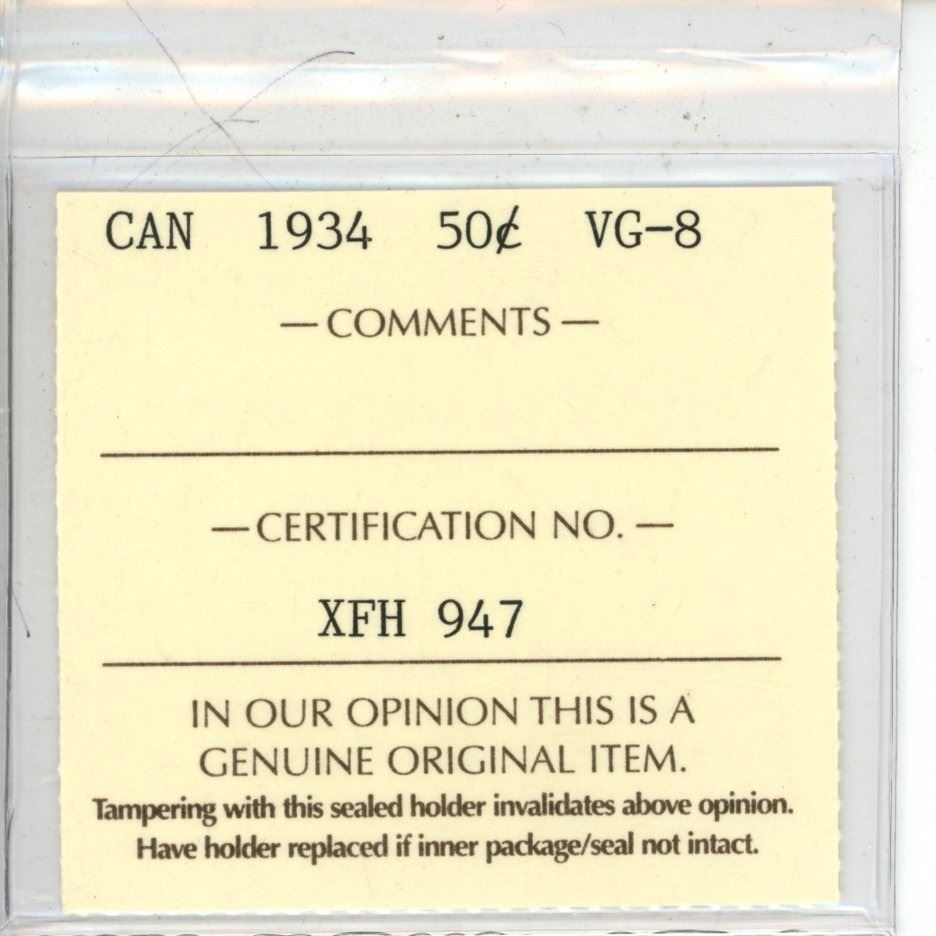 CAN 1934 50¢ VG-8
— COMMENTS —
— CERTIFICATION NO. —
XFH 947
IN OUR OPINION THIS IS A
GENUINE ORIGINAL ITEM.
Tampering with this sealed holder invalidates above opinion.
Have holder replaced if inner package/seal not intact.